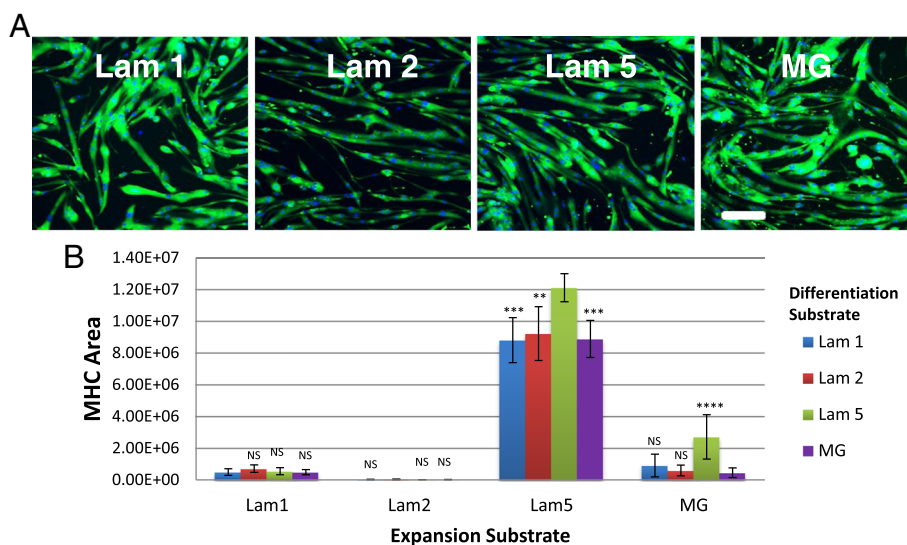 A
Lam 1 Lam 2 Lam 5 MG
B
MHC Area
1.40E+07
1.20E+07
1.00E+07
8.00E+06
6.00E+06
4.00E+06
2.00E+06
0.00E+00
NS NS NS
NS NS NS
*** ** ***
NS NS ****
Lam1 Lam2 Lam5 MG
Expansion Substrate
Differentiation
Substrate
Lam 1
Lam 2
Lam 5
MG